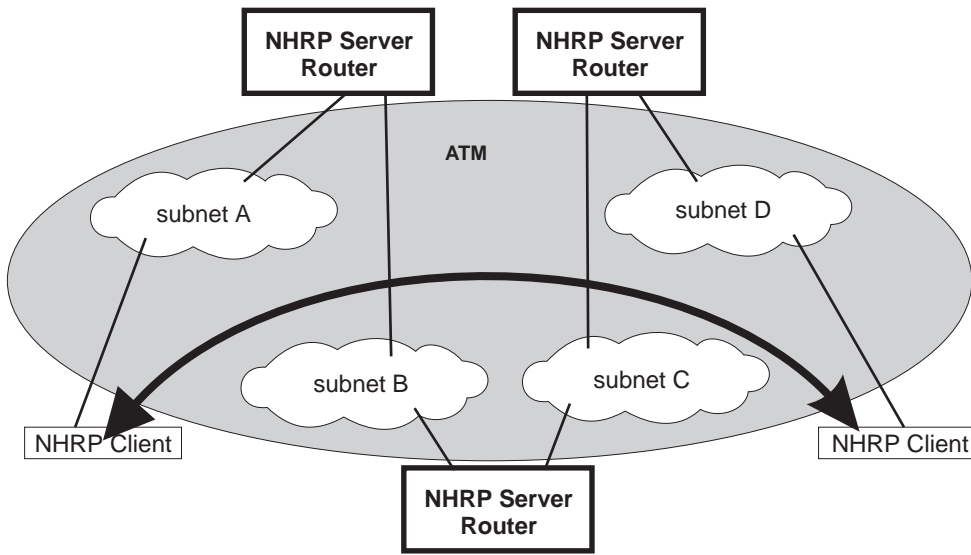 NHRP Server
Router
NHRP Server
Router
ATM
subnet A
subnet D
subnet B
subnet C
NHRP Client
NHRP Client
NHRP Server
Router